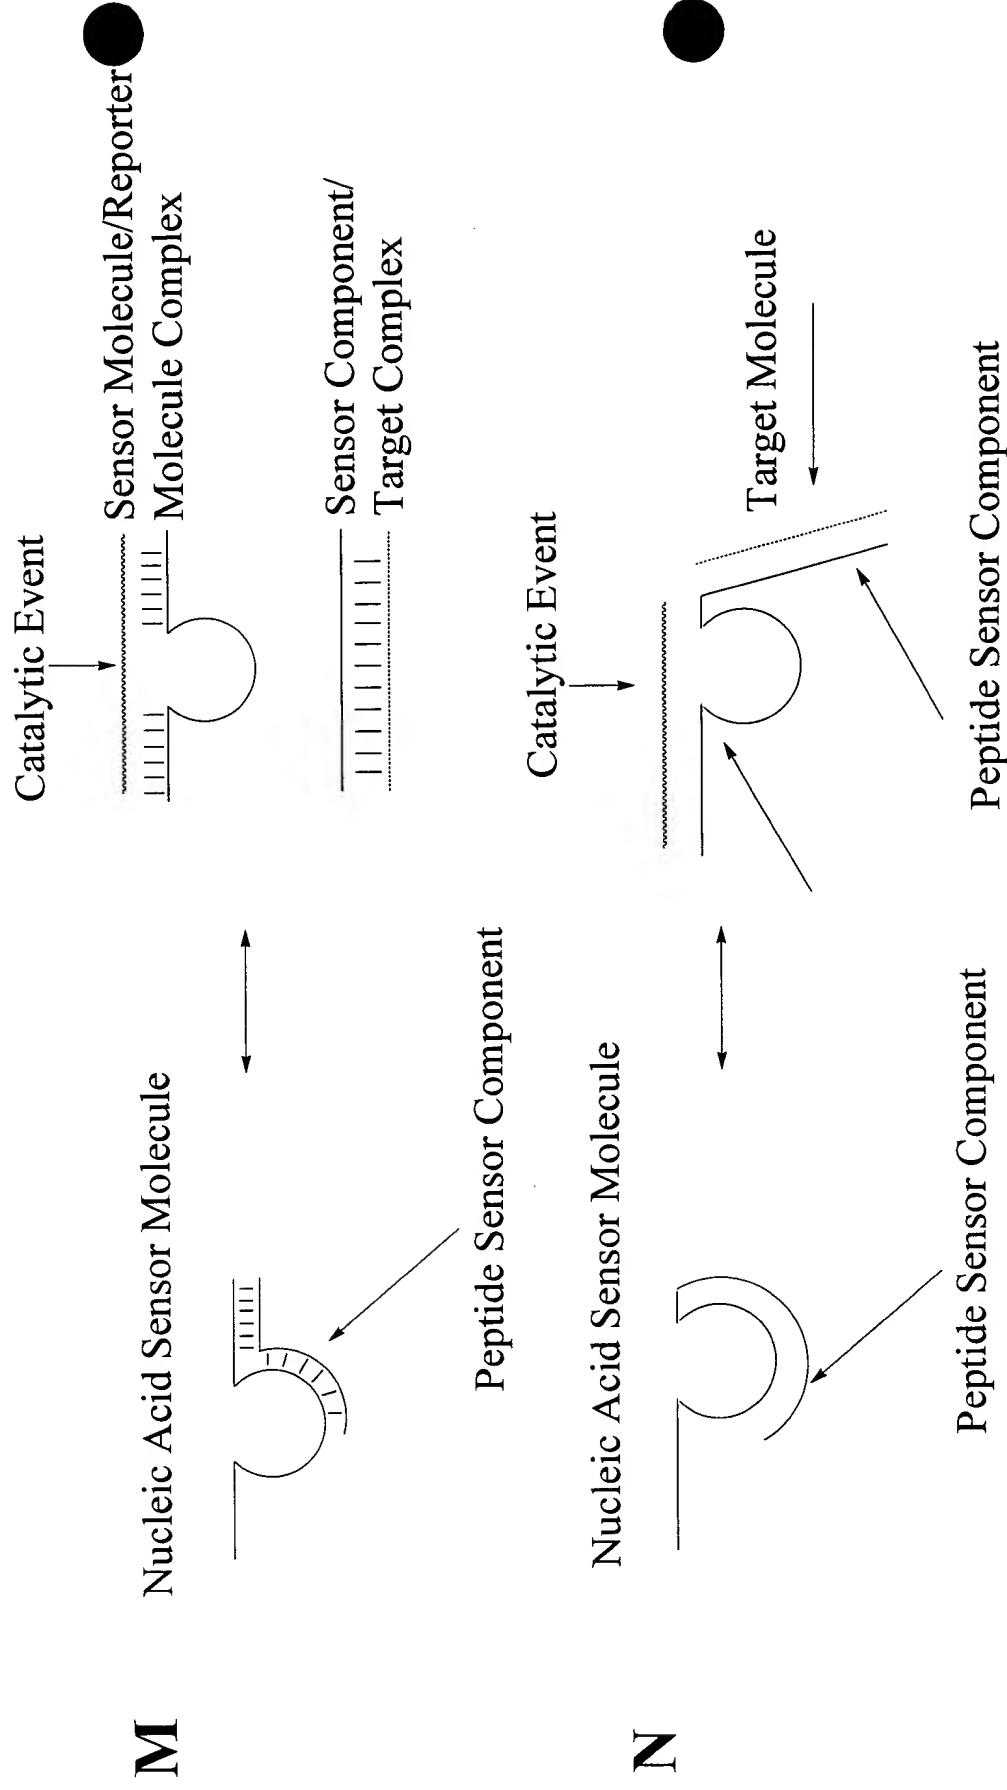 M
Nucleic Acid Sensor Molecule
Peptide Sensor Component
Catalytic Event
Sensor Molecule/Reporter
Molecule Complex
Sensor Component/
Target Complex
N
Nucleic Acid Sensor Molecule
Peptide Sensor Component
Catalytic Event
Target Molecule
Peptide Sensor Component